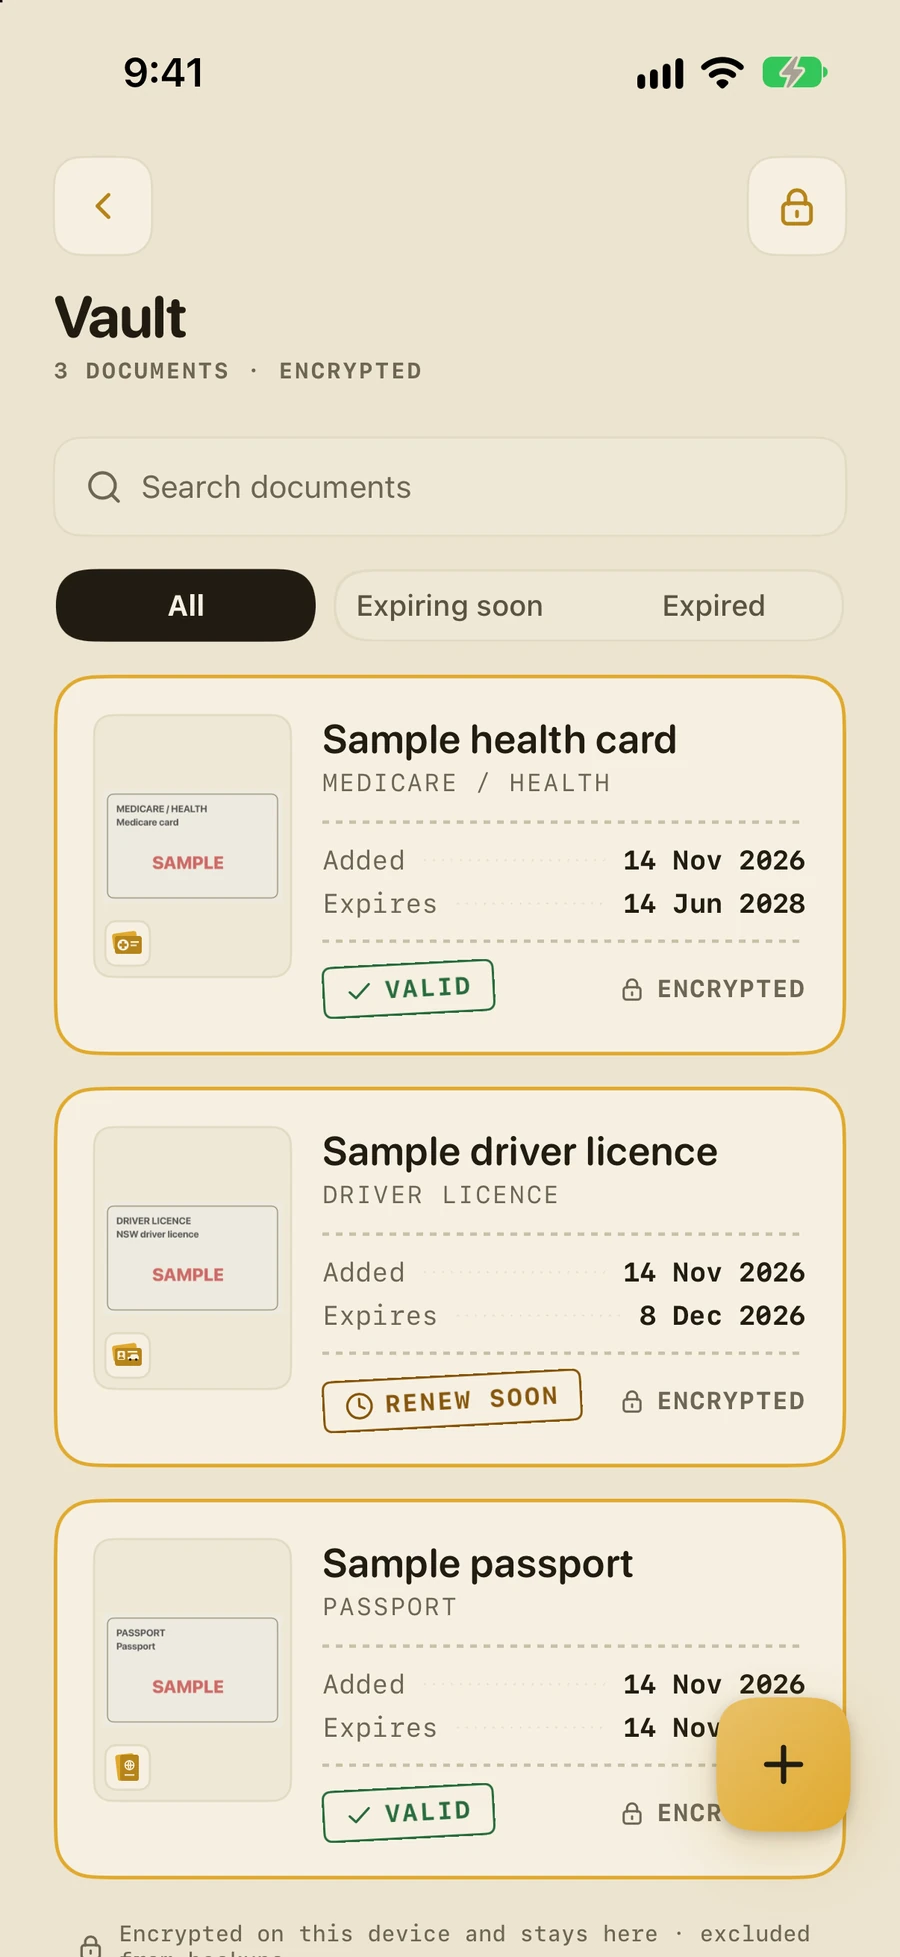 9:41
Vault
3 DOCUMENTS · ENCRYPTED
Search documents
All
Expiring soon
Expired
Sample health card
MEDICARE / HEALTH
MEDICARE / HEALTH
Medicare card
SAMPLE
Added 14 Nov 2026
Expires 14 Jun 2028
VALID
ENCRYPTED
Sample driver licence
DRIVER LICENCE
DRIVER LICENCE
NSW driver licence
SAMPLE
Added 14 Nov 2026
Expires 8 Dec 2026
RENEW SOON
ENCRYPTED
Sample passport
PASSPORT
PASSPORT
Passport
SAMPLE
Added 14 Nov 2026
Expires 14 Nov
VALID
ENCR
Encrypted on this device and stays here · excluded